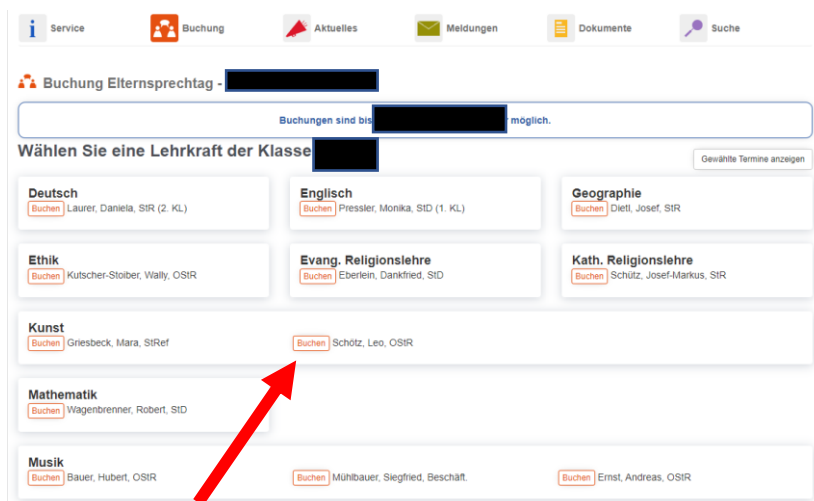 Service Buchung Aktuelles Meldungen Dokumente Suche
Buchung Elternsprechtag -
Buchungen sind bis möglich.
Wählen Sie eine Lehrkraft der Klasse
Gewählte Termine anzeigen
Deutsch
Buchen Laurer, Daniela, StR (2. KL)
Englisch
Buchen Pressler, Monika, StD (1. KL)
Geographie
Buchen Dietl, Josef, StR
Ethik
Buchen Kutscher-Stoiber, Wally, OStR
Evang. Religionslehre
Buchen Eberlein, Dankfried, StD
Kath. Religionslehre
Buchen Schütz, Josef-Markus, StR
Kunst
Buchen Griesbeck, Mara, StRef
Buchen Schötz, Leo, OStR
Mathematik
Buchen Wagenbrenner, Robert, StD
Musik
Buchen Bauer, Hubert, OStR
Buchen Mühlbauer, Siegfried, Beschäft.
Buchen Ernst, Andreas, OStR